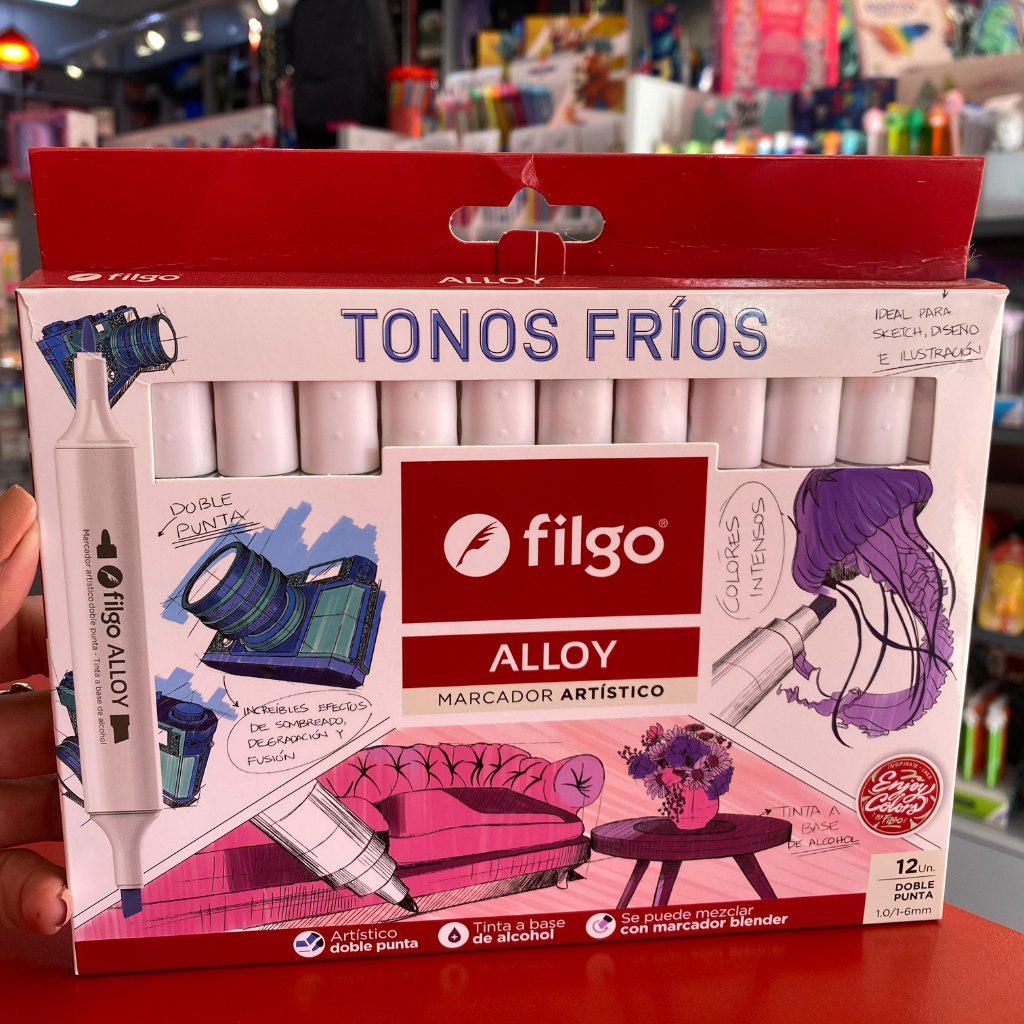 filgo
ALLOY
TONOS FRÍOS
IDEAL PARA
SKETCH, DISEÑO
E ILUSTRACIÓN
DOBLE
PUNTA
filgo®
ALLOY
MARCADOR ARTÍSTICO
COLORES
INTENSOS
filgo ALLOY
Marcador artístico doble punta - Tinta a base de alcohol
INCREÍBLES EFECTOS
DE SOMBREADO,
DEGRADACIÓN Y
FUSIÓN
TINTA A
BASE
DE ALCOHOL
Enjoy
Colors
BY FILGO
12Un.
DOBLE
PUNTA
1.0/1-6mm
Artístico
doble punta
Tinta a base
de alcohol
Se puede mezclar
con marcador blender